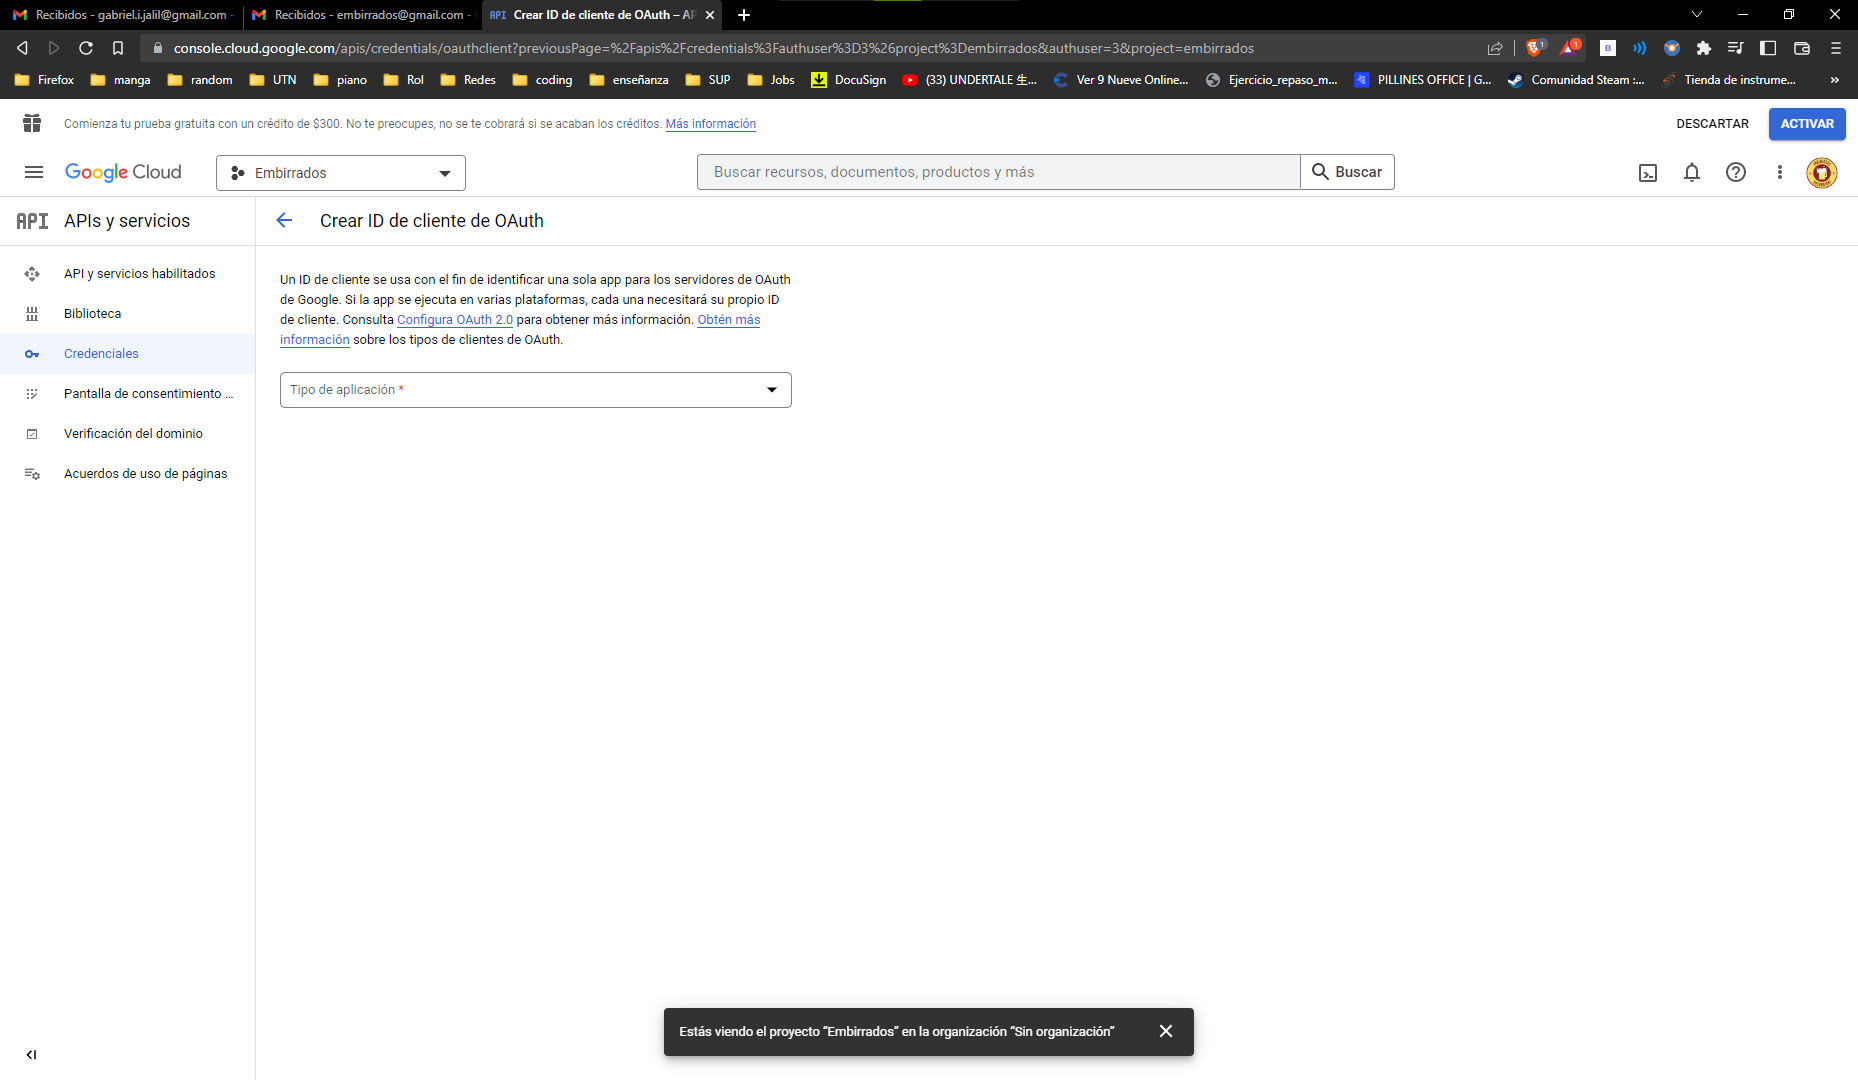 Recibidos - gabriel.i.jalil@gmail.com -
Recibidos - embirrados@gmail.com -
API Crear ID de cliente de OAuth – AP
console.cloud.google.com/apis/credentials/oauthclient?previousPage=%2Fapis%2Fcredentials%3Fauthuser%3D3%26project%3Dembirrados&authuser=3&project=embirrados
1
1
B
Firefox
manga
random
UTN
piano
Rol
Redes
coding
enseñanza
SUP
Jobs
DocuSign
(33) UNDERTALE 生...
Ver 9 Nueve Online...
Ejercicio_repaso_m...
PILLINES OFFICE | G...
Comunidad Steam :...
Tienda de instrume...
»
Comienza tu prueba gratuita con un crédito de $300. No te preocupes, no se te cobrará si se acaban los créditos. Más información
DESCARTAR
ACTIVAR
Google Cloud
Embirrados
Buscar recursos, documentos, productos y más
Buscar
API APIs y servicios
Crear ID de cliente de OAuth
API y servicios habilitados
Biblioteca
Credenciales
Pantalla de consentimiento ...
Verificación del dominio
Acuerdos de uso de páginas
Un ID de cliente se usa con el fin de identificar una sola app para los servidores de OAuth
de Google. Si la app se ejecuta en varias plataformas, cada una necesitará su propio ID
de cliente. Consulta Configura OAuth 2.0 para obtener más información. Obtén más
información sobre los tipos de clientes de OAuth.
Tipo de aplicación *
Estás viendo el proyecto “Embirrados” en la organización “Sin organización”